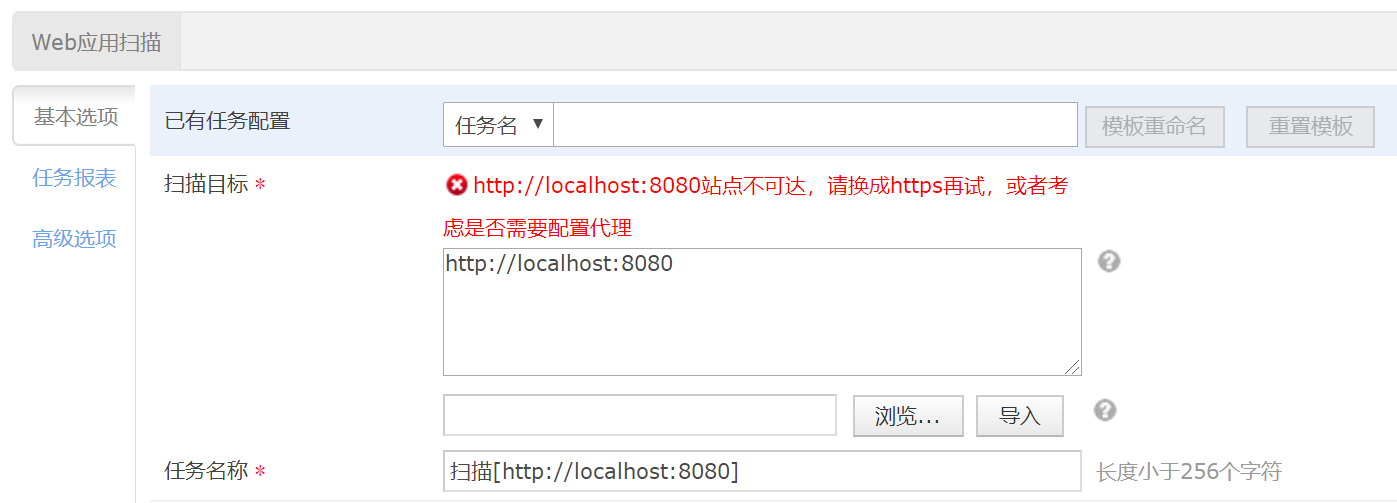 Web应用扫描
基本选项
任务报表
高级选项
已有任务配置 任务名 模板重命名 重置模板
扫描目标 * http://localhost:8080站点不可达，请换成https再试，或者考
虑是否需要配置代理
http://localhost:8080
浏览... 导入
任务名称 * 扫描[http://localhost:8080] 长度小于256个字符